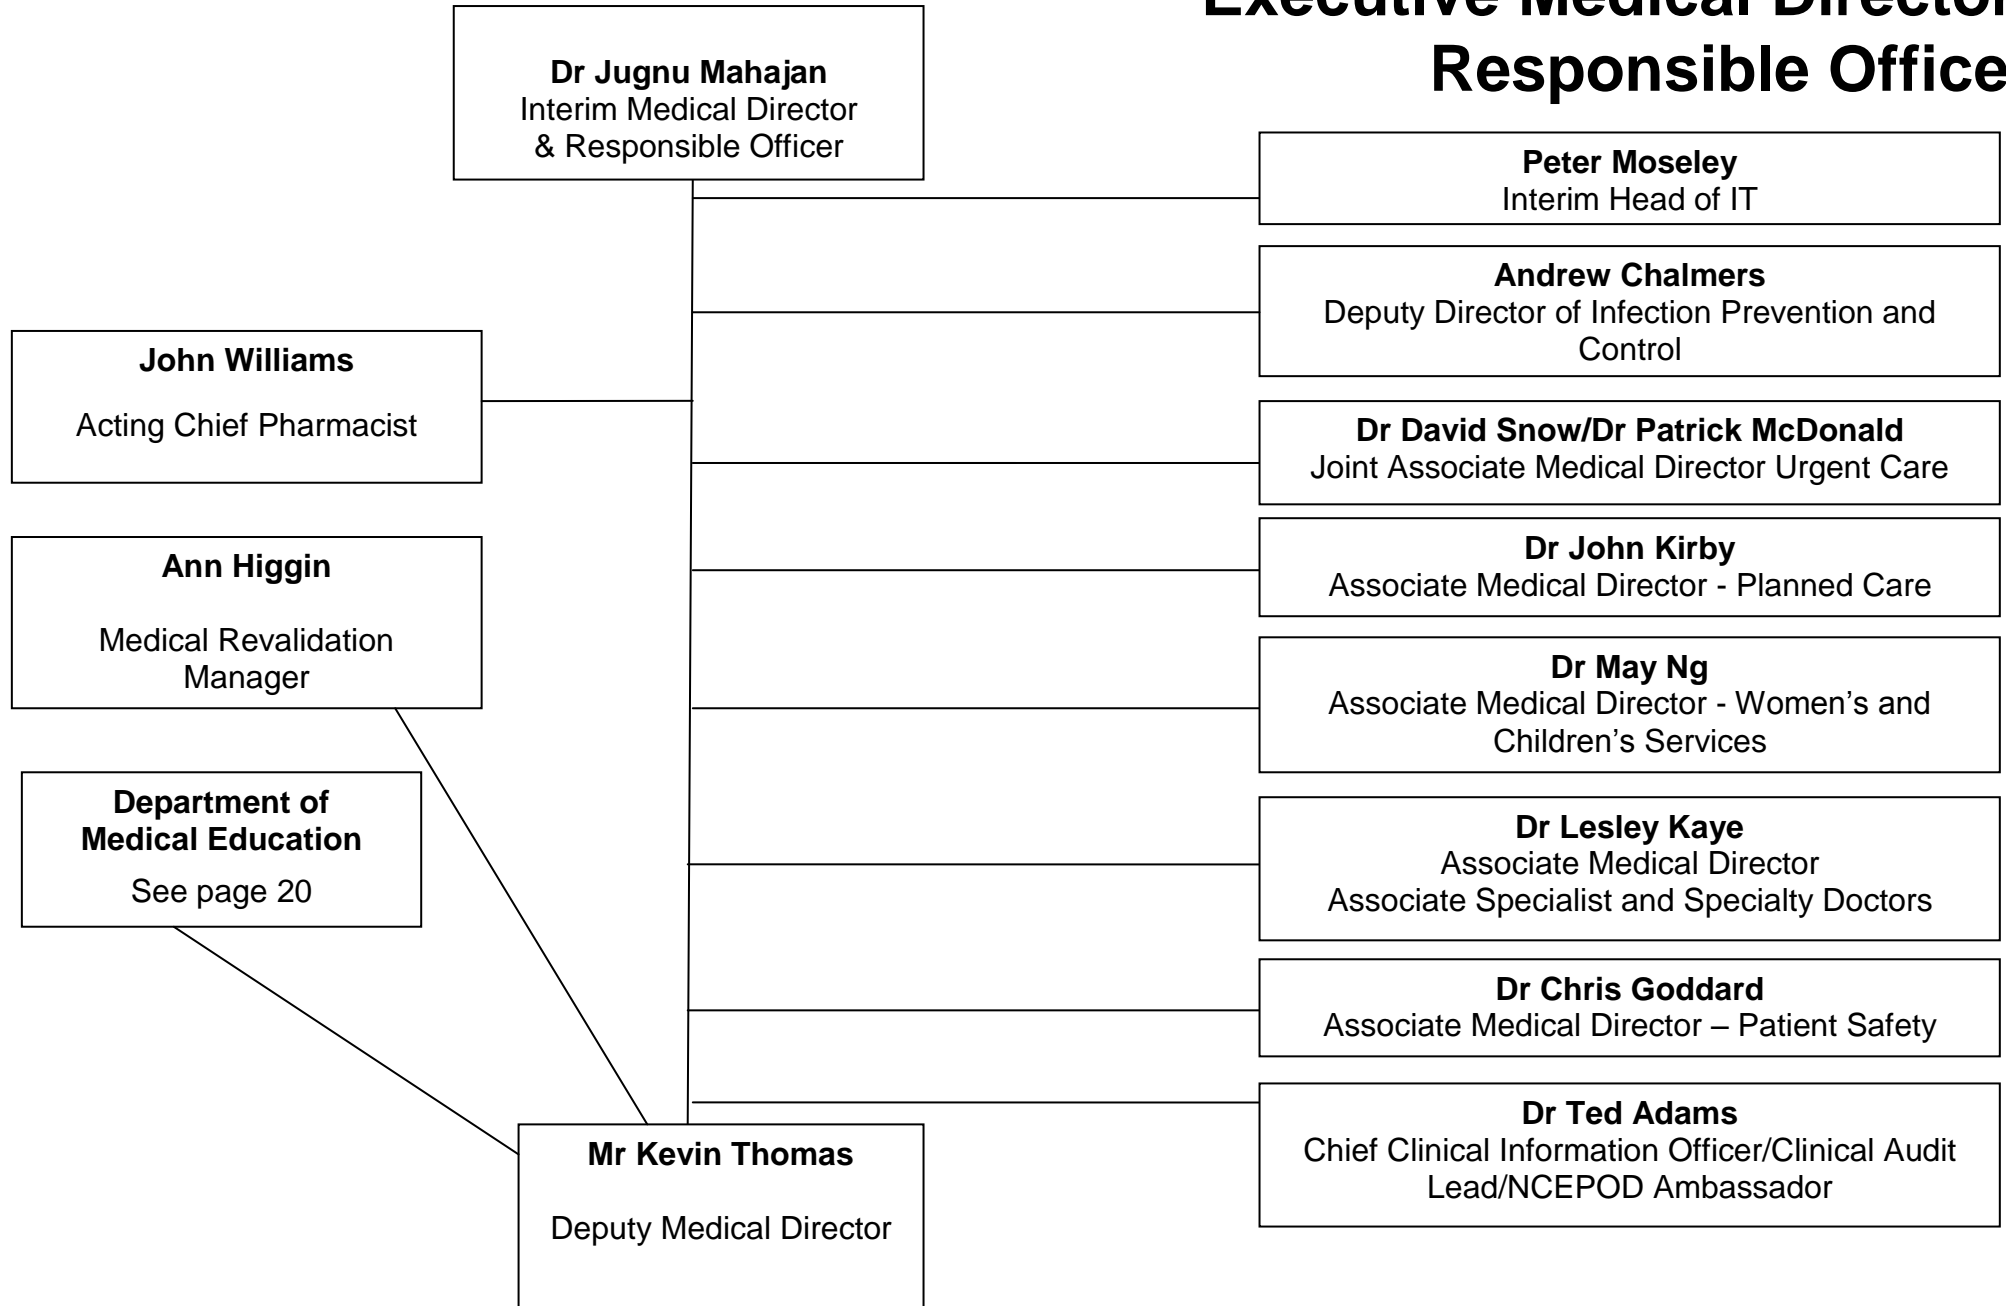 Executive Medical Director
Responsible Office
Dr Jugnu Mahajan
Interim Medical Director
& Responsible Officer
Peter Moseley
Interim Head of IT
Andrew Chalmers
Deputy Director of Infection Prevention and
Control
John Williams
Acting Chief Pharmacist
Dr David Snow/Dr Patrick McDonald
Joint Associate Medical Director Urgent Care
Ann Higgin
Medical Revalidation
Manager
Dr John Kirby
Associate Medical Director - Planned Care
Dr May Ng
Associate Medical Director - Women’s and
Children’s Services
Department of
Medical Education
See page 20
Dr Lesley Kaye
Associate Medical Director
Associate Specialist and Specialty Doctors
Dr Chris Goddard
Associate Medical Director – Patient Safety
Mr Kevin Thomas
Deputy Medical Director
Dr Ted Adams
Chief Clinical Information Officer/Clinical Audit
Lead/NCEPOD Ambassador